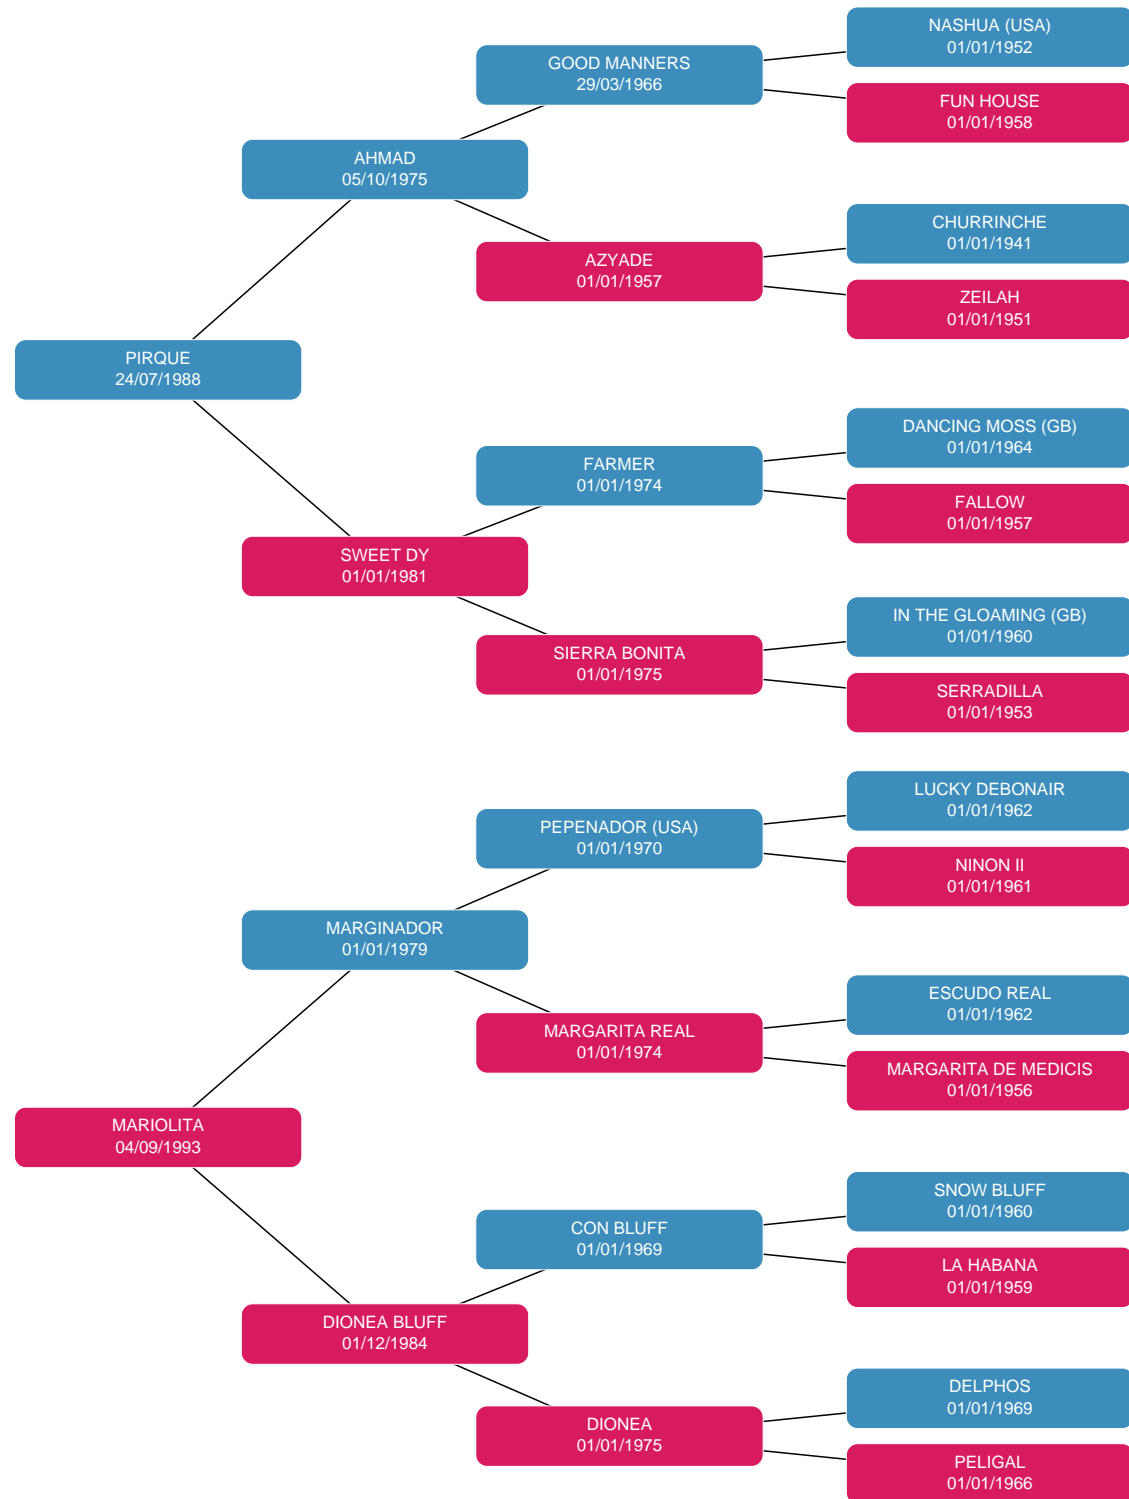 NASHUA (USA)
01/01/1952
GOOD MANNERS
29/03/1966
FUN HOUSE
01/01/1958
AHMAD
05/10/1975
CHURRINCHE
01/01/1941
AZYADE
01/01/1957
ZEILAH
01/01/1951
PIRQUE
24/07/1988
DANCING MOSS (GB)
01/01/1964
FARMER
01/01/1974
FALLOW
01/01/1957
SWEET DY
01/01/1981
IN THE GLOAMING (GB)
01/01/1960
SIERRA BONITA
01/01/1975
SERRADILLA
01/01/1953
LUCKY DEBONAIR
01/01/1962
PEPENADOR (USA)
01/01/1970
NINON II
01/01/1961
MARGINADOR
01/01/1979
ESCUDO REAL
01/01/1962
MARGARITA REAL
01/01/1974
MARGARITA DE MEDICIS
01/01/1956
MARIOLITA
04/09/1993
SNOW BLUFF
01/01/1960
CON BLUFF
01/01/1969
LA HABANA
01/01/1959
DIONEA BLUFF
01/12/1984
DELPHOS
01/01/1969
DIONEA
01/01/1975
PELIGAL
01/01/1966